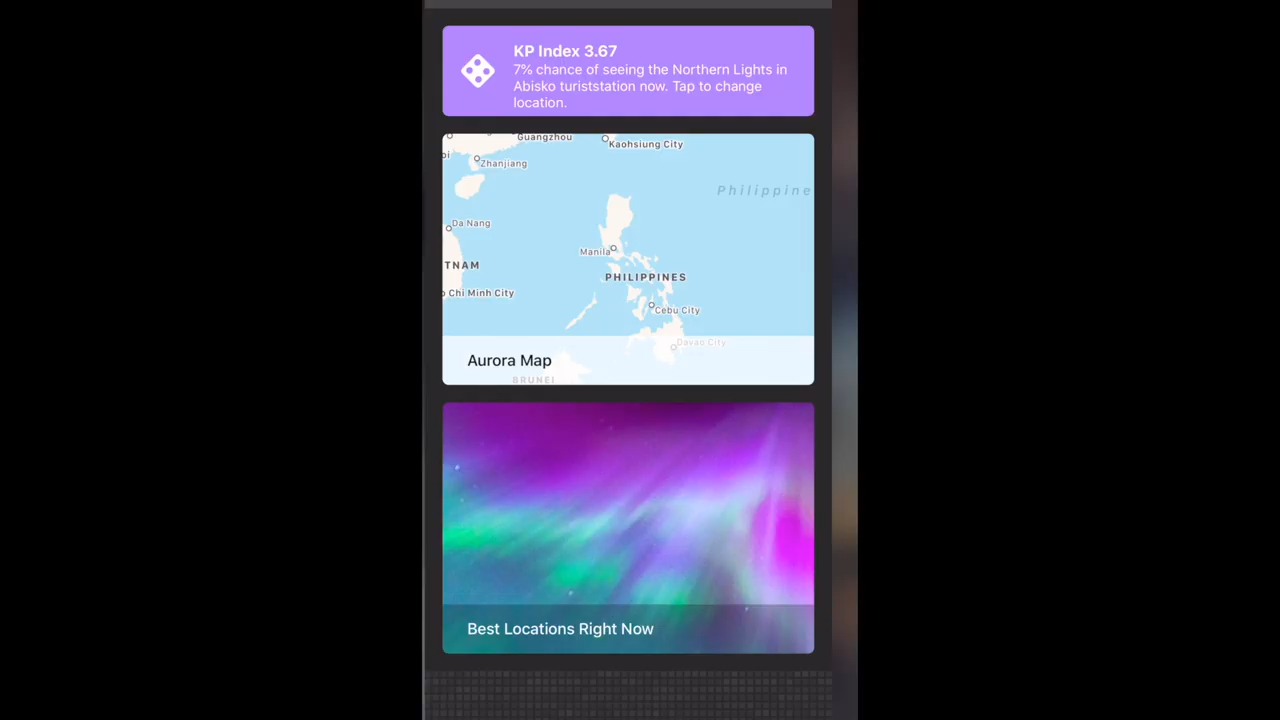 KP Index 3.67
7% chance of seeing the Northern Lights in
Abisko turiststation now. Tap to change
location.
Guangzhou
Kaohsiung City
Zhanjiang
Philippine
Da Nang
Manila
TNAM
PHILIPPINES
Chi Minh City
Cebu City
Davao City
Aurora Map
BRUNEI
Best Locations Right Now